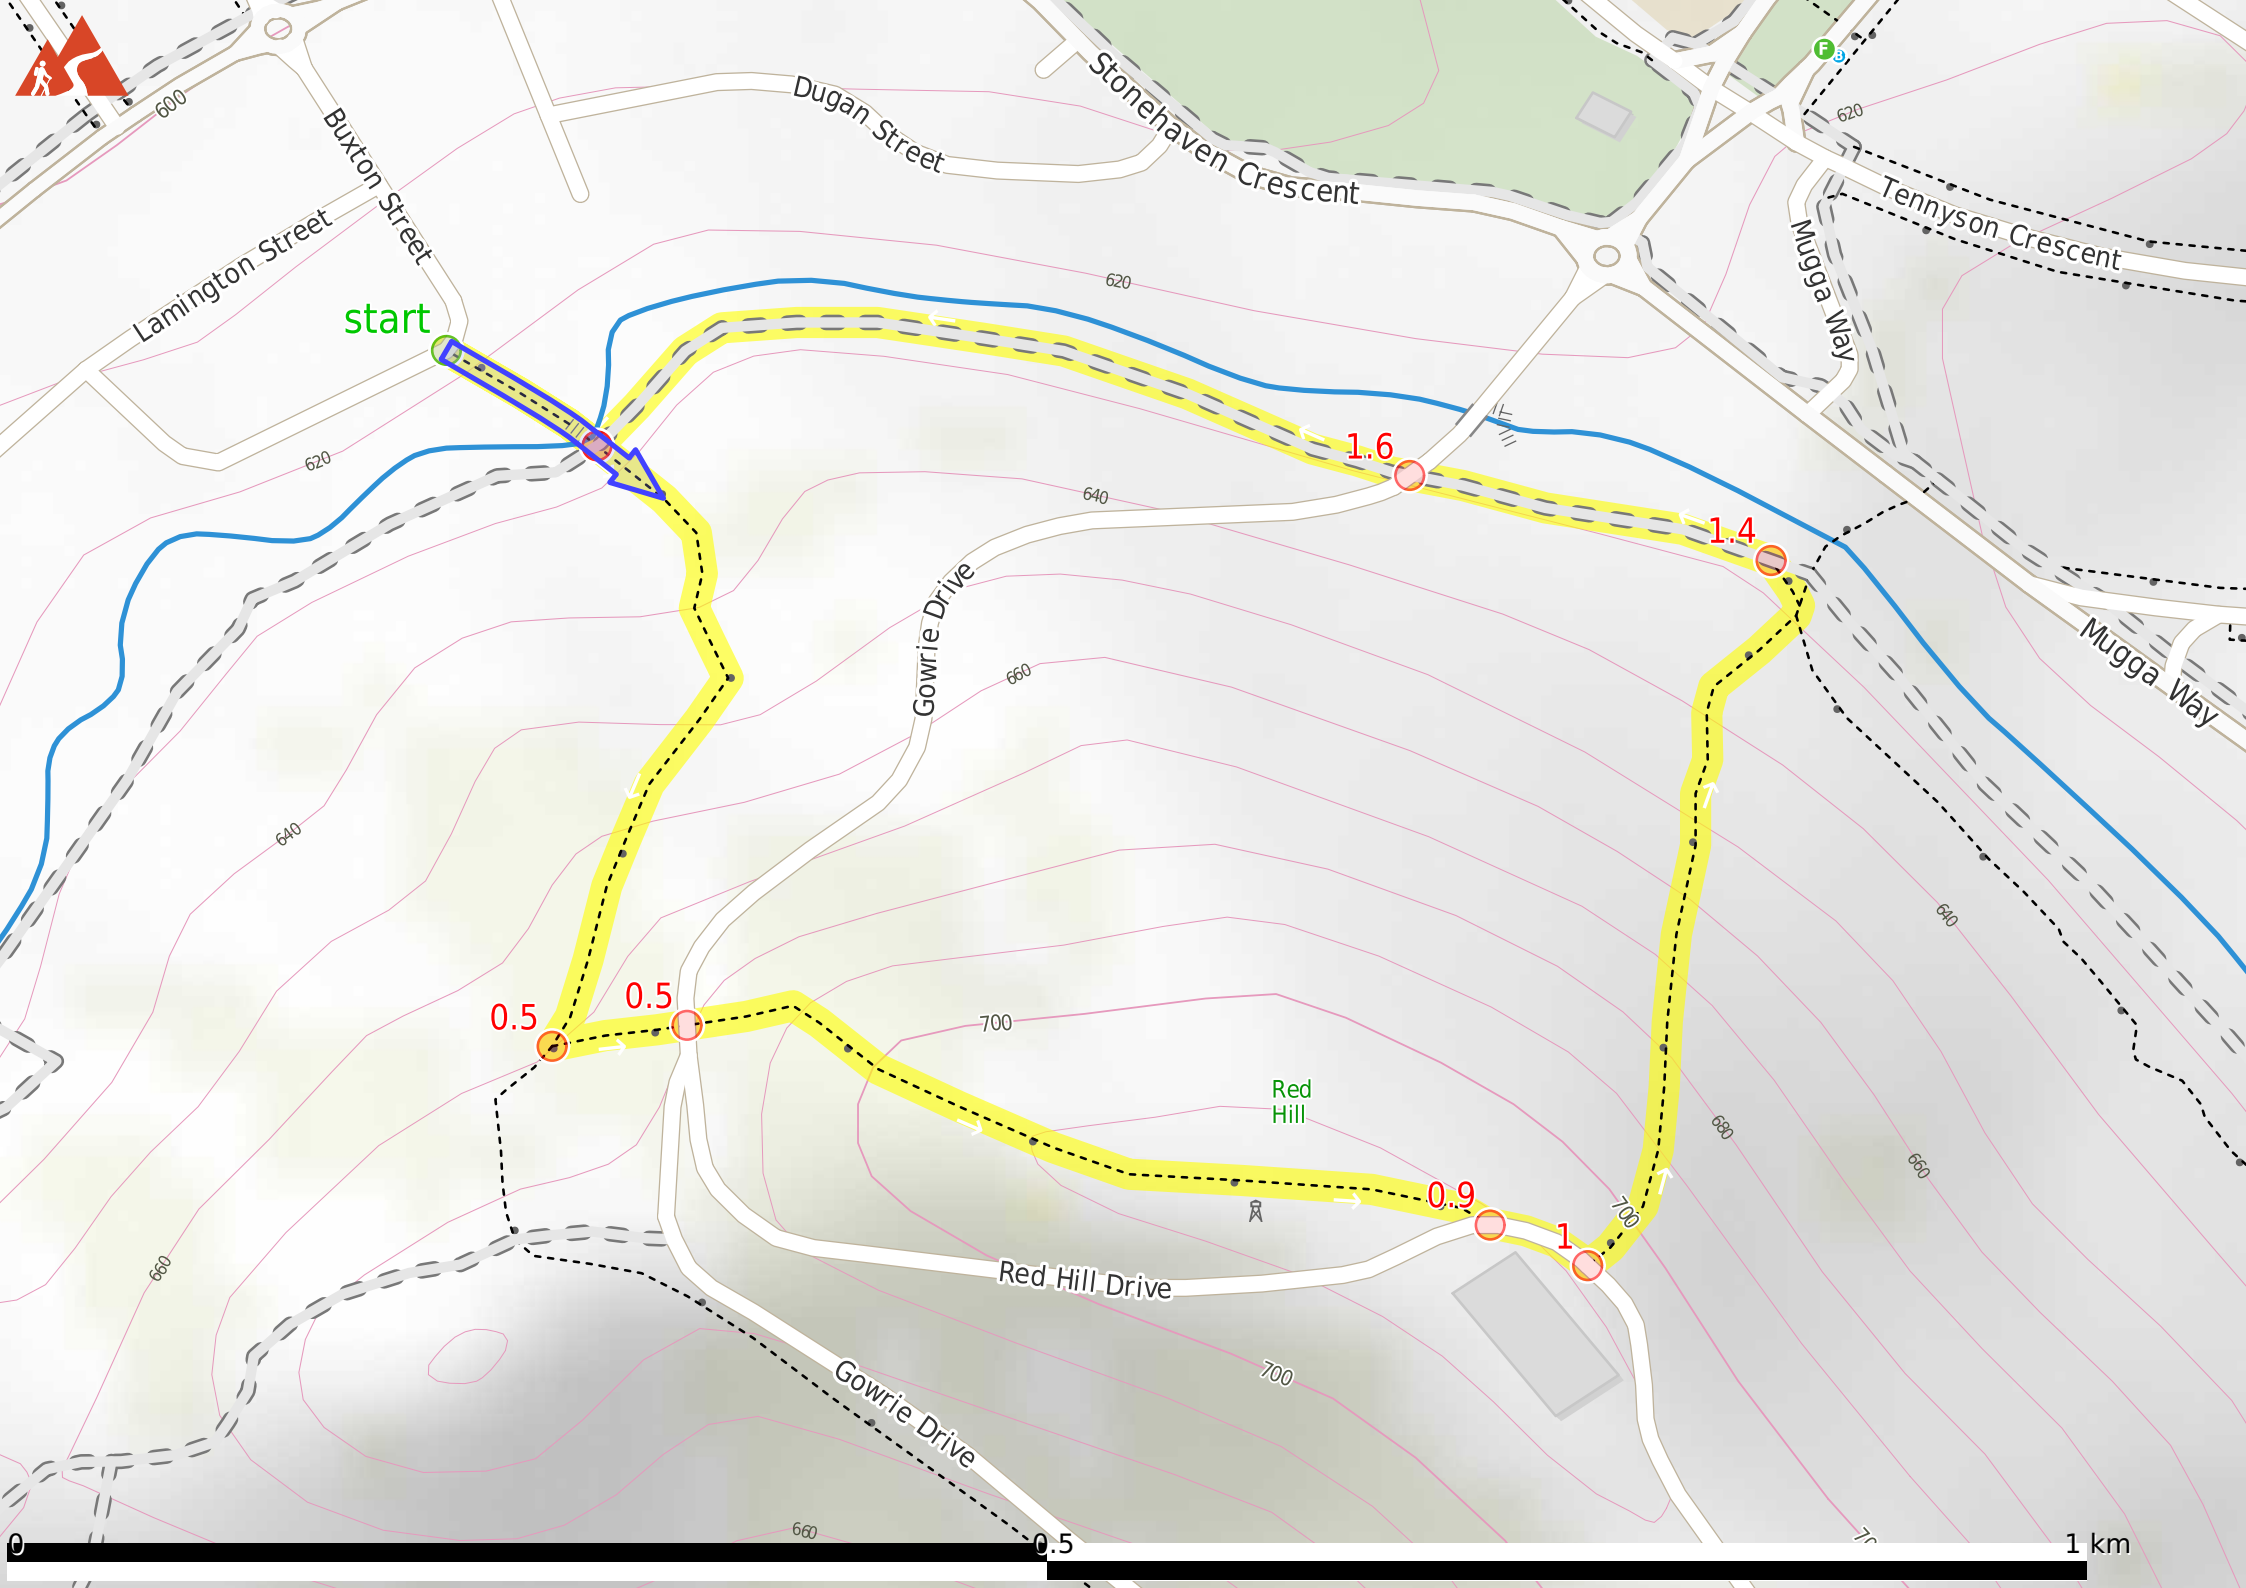 600
Buxton Street
Dugan Street
Stonehaven Crescent
F
620
Tennyson Crescent
Mugga Way
Lamington Street
start
620
620
1.6
640
1.4
Gowrie Drive
660
Mugga Way
640
640
0.5
0.5
700
Red
Hill
680
660
0.9
700
1
660
Red Hill Drive
700
Gowrie Drive
660
0
0.5
1 km